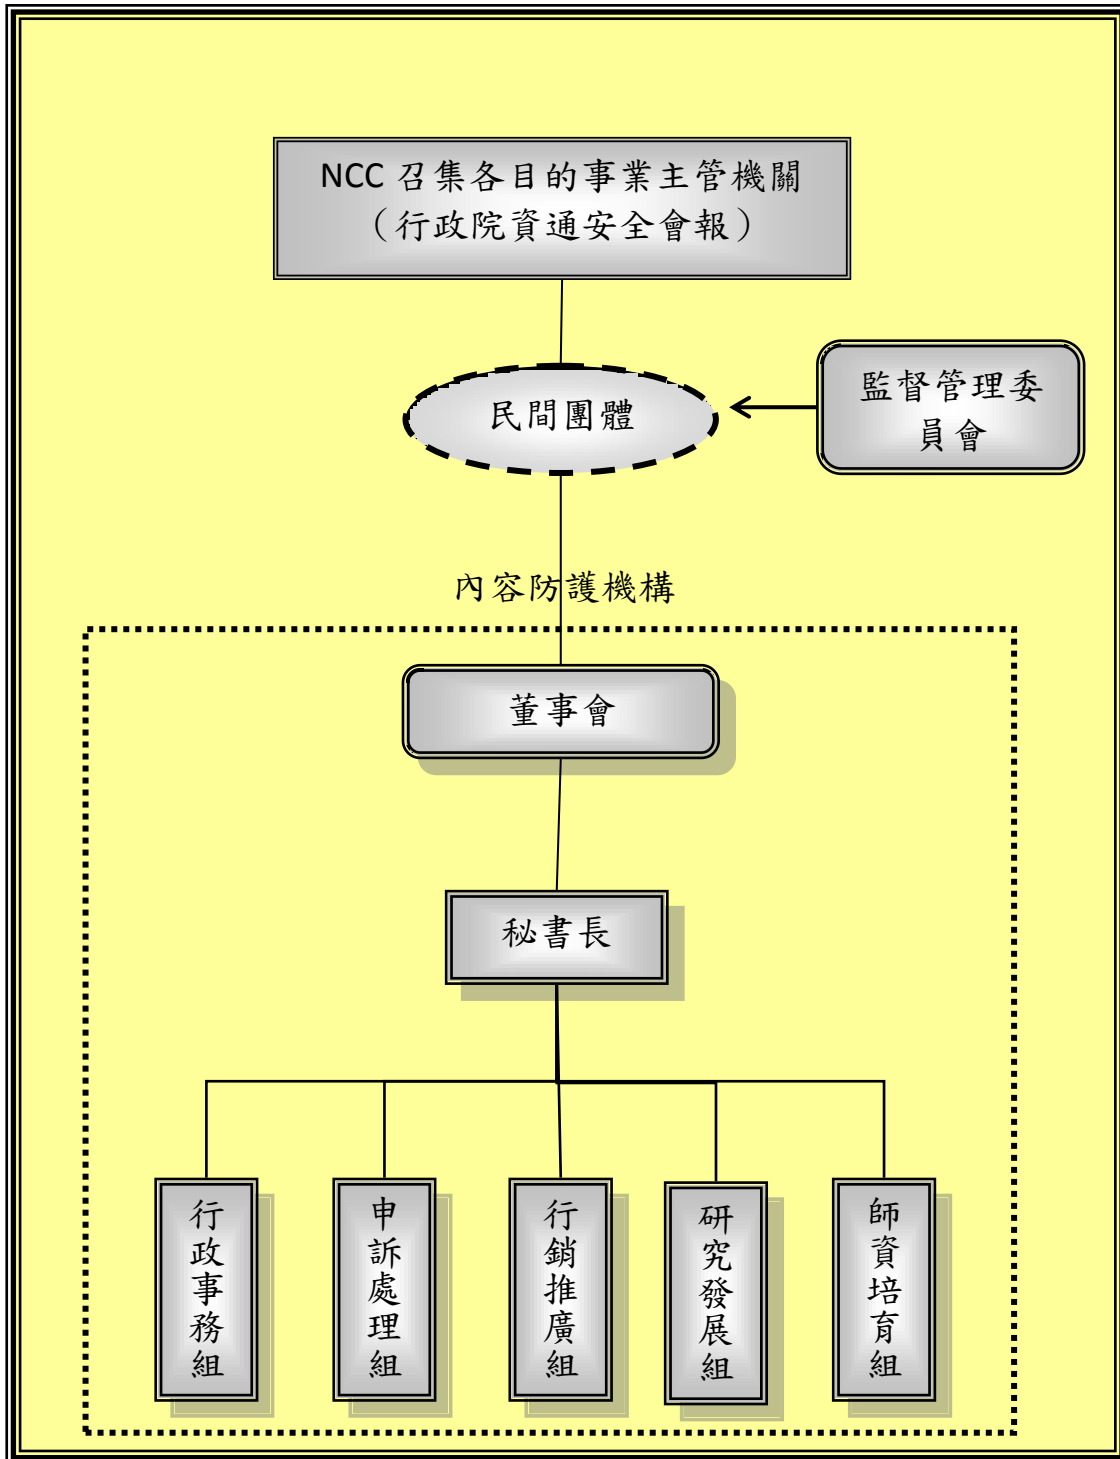 NCC 召集各目的事業主管機關
（行政院資通安全會報）
民間團體
監督管理委
員會
內容防護機構
董事會
秘書長
行政事務組
申訴處理組
行銷推廣組
研究發展組
師資培育組